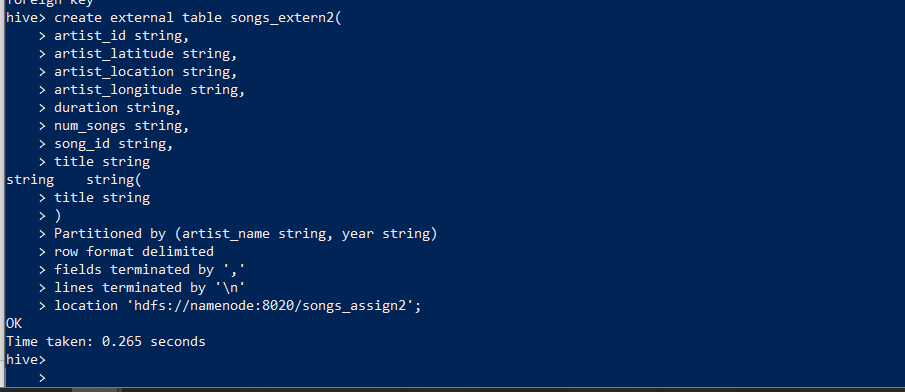 foreign key
hive> create external table songs_extern2(
    > artist_id string,
    > artist_latitude string,
    > artist_location string,
    > artist_longitude string,
    > duration string,
    > num_songs string,
    > song_id string,
    > title string
string    string(
    > title string
    > )
    > Partitioned by (artist_name string, year string)
    > row format delimited
    > fields terminated by ','
    > lines terminated by '\n'
    > location 'hdfs://namenode:8020/songs_assign2';
OK
Time taken: 0.265 seconds
hive>
    >